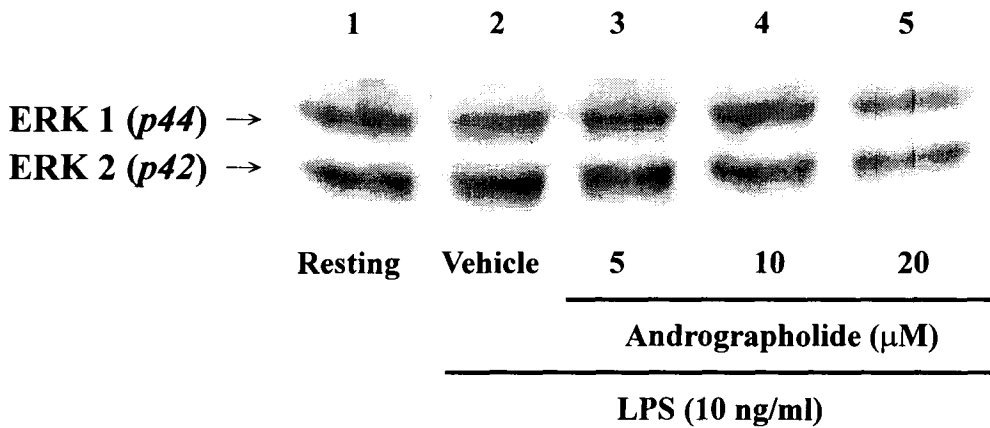 1 2 3 4 5
ERK 1 (p44) →
ERK 2 (p42) →
Resting Vehicle 5 10 20
Andrographolide (μM)
LPS (10 ng/ml)